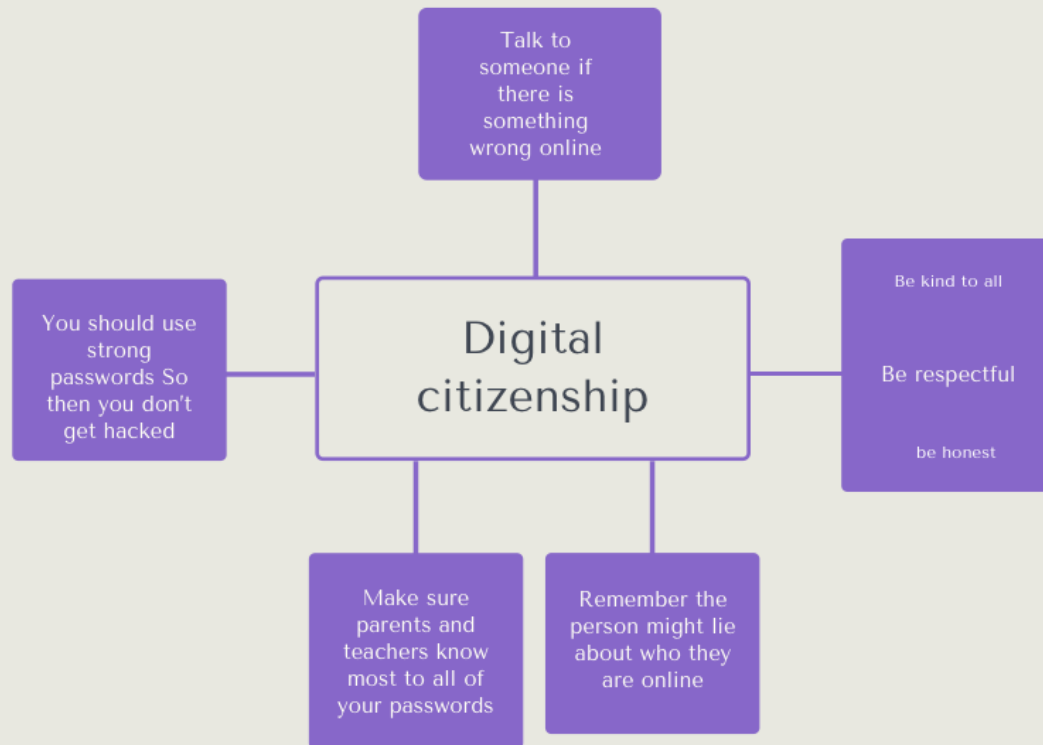 Talk to
someone if
there is
something
wrong online
You should use
strong
passwords So
then you don't
get hacked
Digital
citizenship
Be kind to all
Be respectful
be honest
Make sure
parents and
teachers know
most to all of
your passwords
Remember the
person might lie
about who they
are online